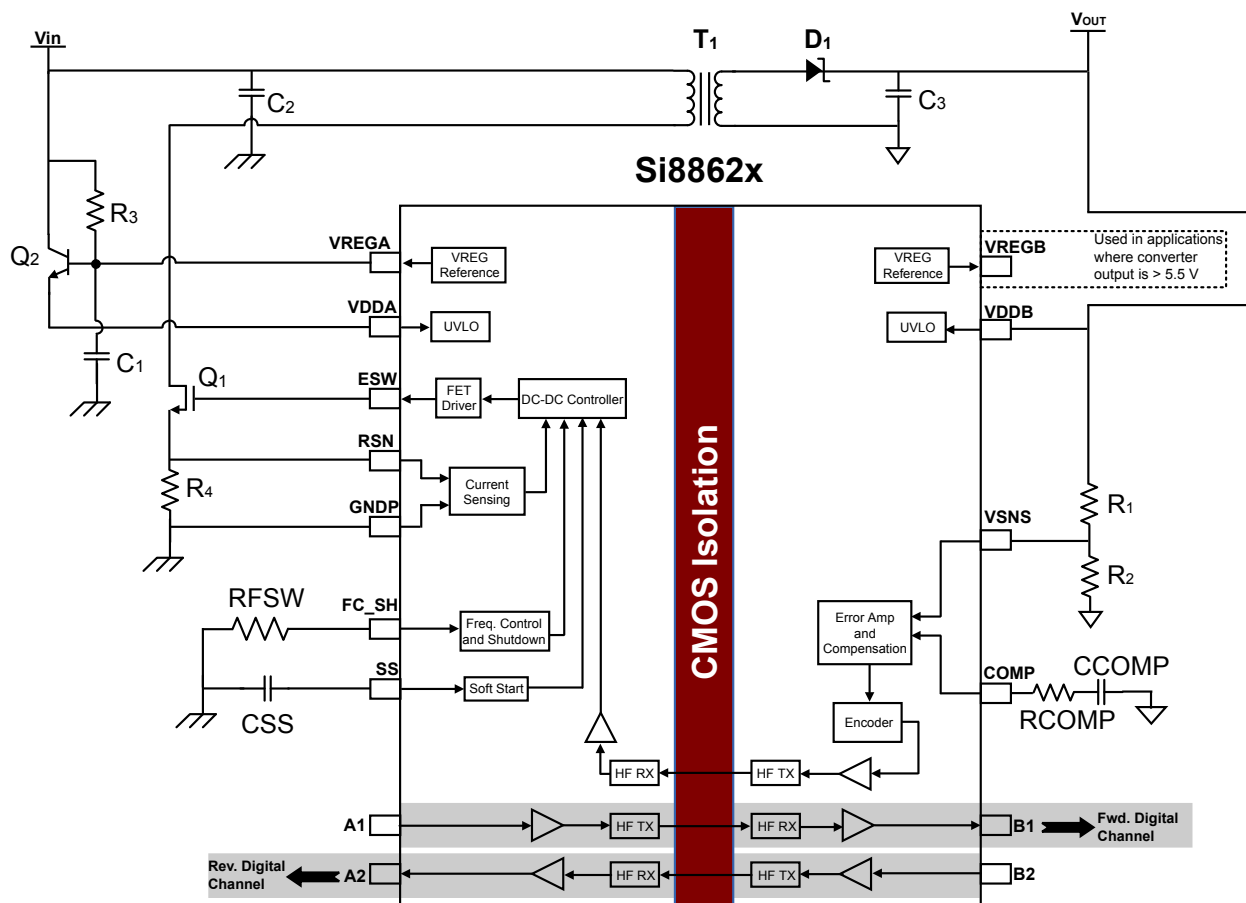 Vin
T1
D1
VOUT
C2
C3
Si8862x
R3
Q2
VREGA
VREG
Reference
VREG
Reference
VREGB
Used in applications
where converter
output is > 5.5 V
VDDA
UVLO
UVLO
VDDB
C1
Q1
ESW
FET
Driver
DC-DC Controller
RSN
R4
Current
Sensing
GNDP
CMOS Isolation
R1
VSNS
R2
RFSW
FC_SH
Freq. Control
and Shutdown
Error Amp
and
Compensation
SS
Soft Start
CSS
COMP
CCOMP
RCOMP
Encoder
HF RX
HF TX
A1
HF TX
HF RX
B1
Fwd. Digital
Channel
Rev. Digital
Channel
A2
HF RX
HF TX
B2